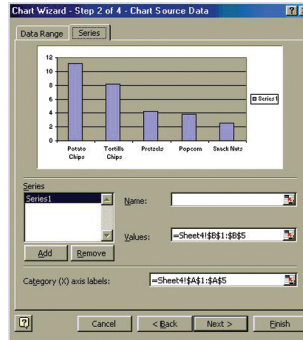 Chart Wizard - Step 2 of 4 - Chart Source Data
Data Range
Series
12
10
8
6
4
2
0
Potato Chips
Tortilla Chips
Pretzels
Popcorn
Snack Nuts
Series1
Series
Series1
Name:
Values:
=Sheet4!$B$1:$B$5
Add
Remove
Category (X) axis labels:
=Sheet4!$A$1:$A$5
Cancel
< Back
Next >
Finish